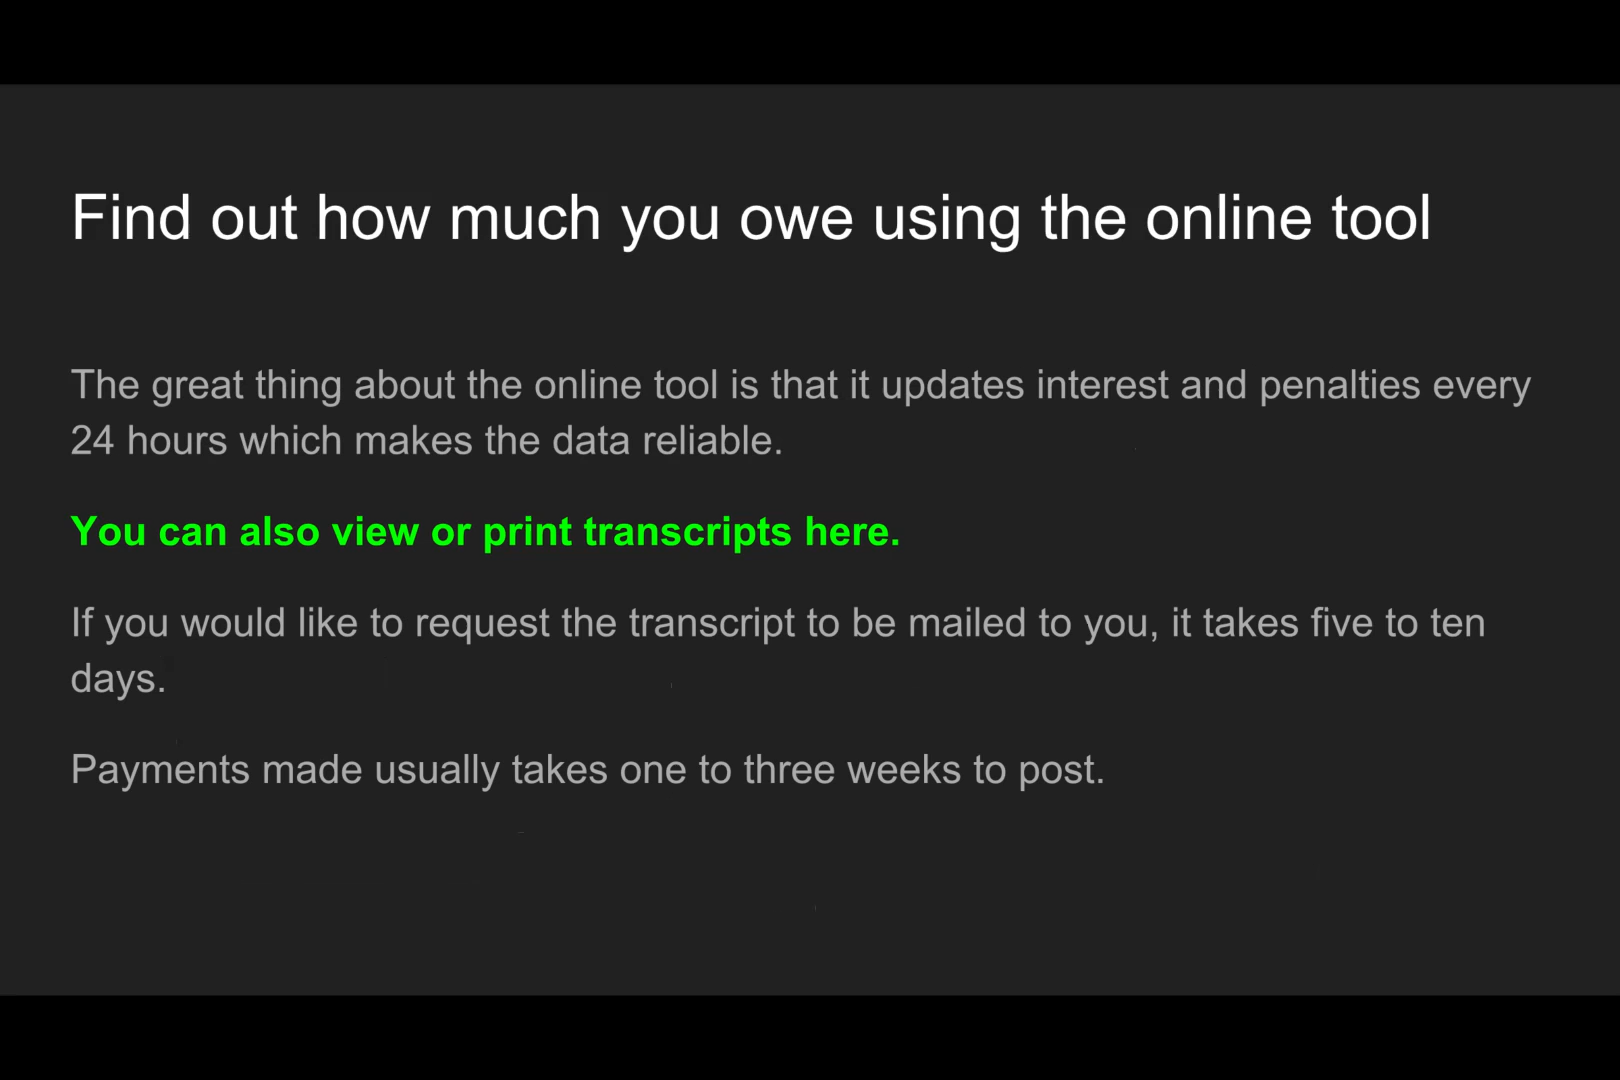 Find out how much you owe using the online tool
The great thing about the online tool is that it updates interest and penalties every
24 hours which makes the data reliable.
You can also view or print transcripts here.
If you would like to request the transcript to be mailed to you, it takes five to ten
days.
Payments made usually takes one to three weeks to post.